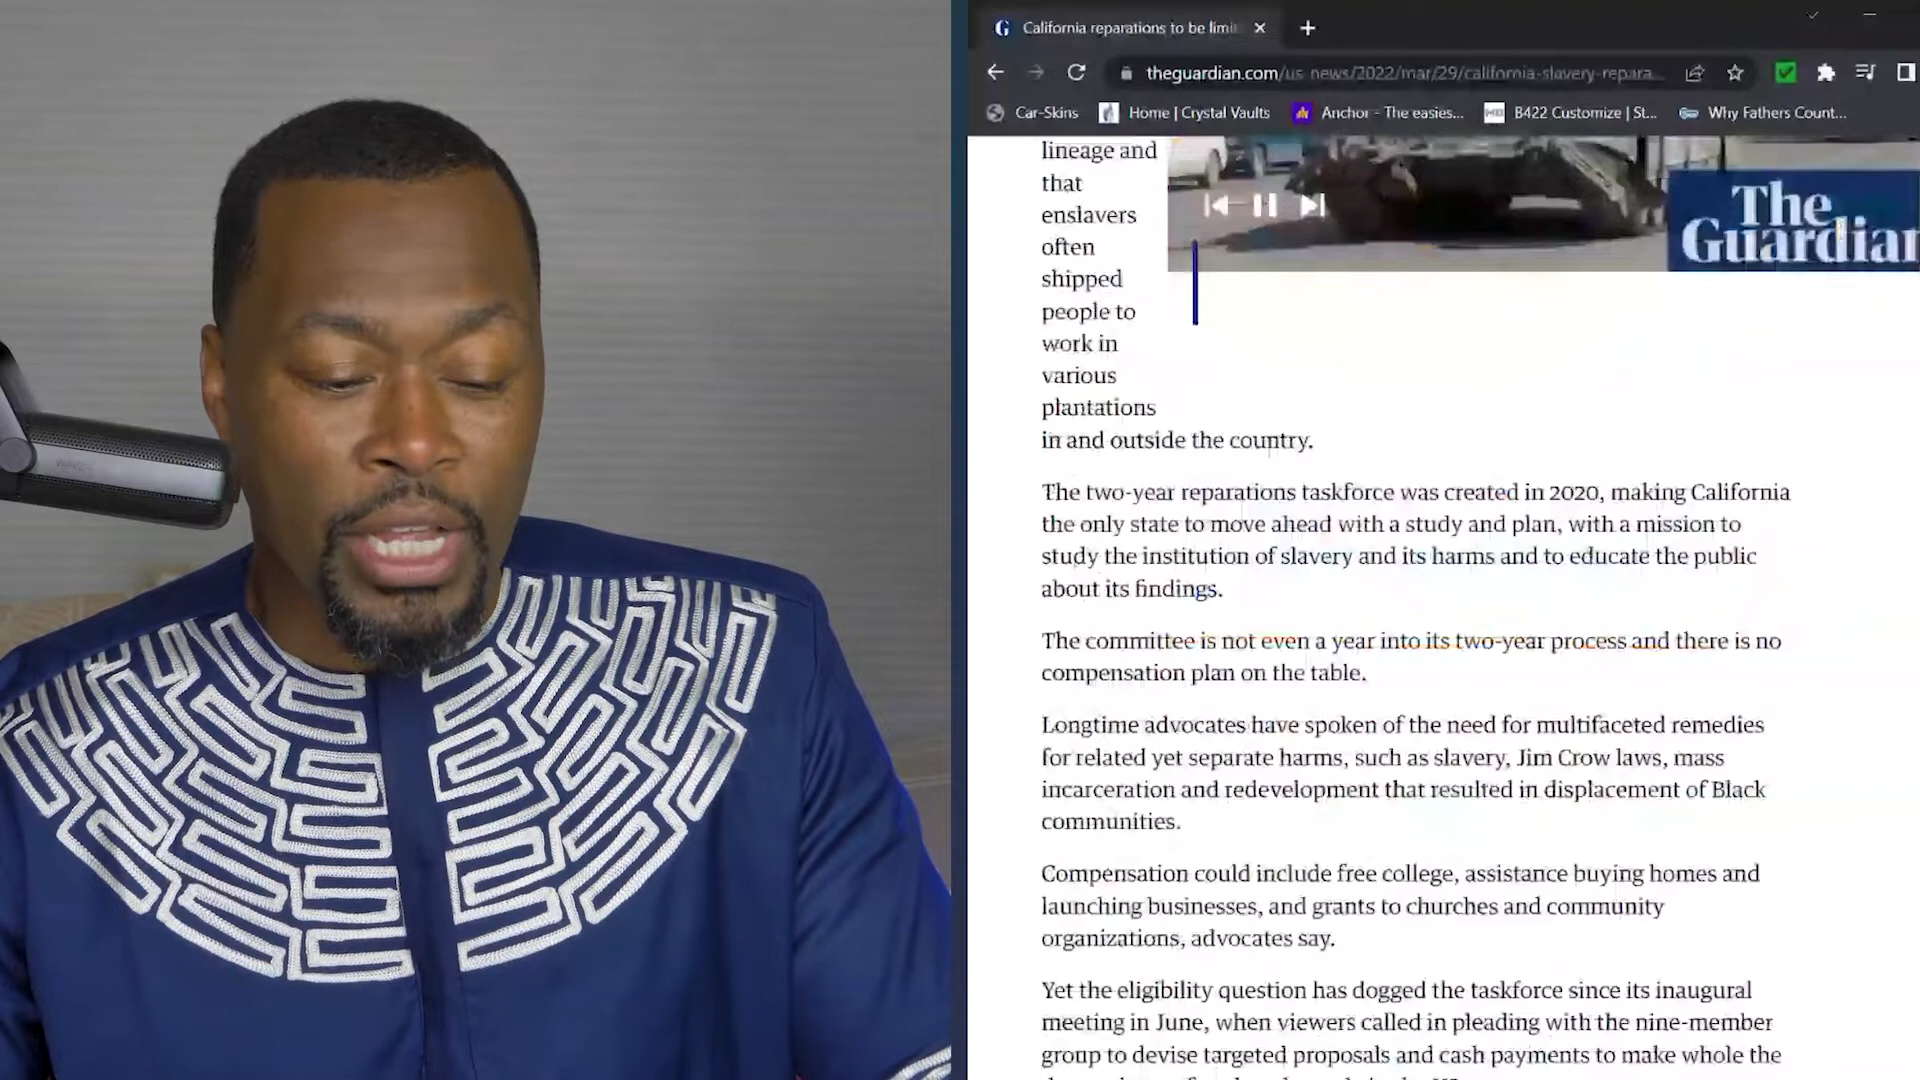 California reparations to be limi
theguardian.com/us-news/2022/mar/29/california-slavery-repara...
Car-Skins
Home | Crystal Vaults
Anchor - The easies...
B422 Customize | St...
Why Fathers Count...
lineage and
that
enslavers
often
shipped
people to
work in
various
plantations
in and outside the country.
The
Guardian
The two-year reparations taskforce was created in 2020, making California
the only state to move ahead with a study and plan, with a mission to
study the institution of slavery and its harms and to educate the public
about its findings.
The committee is not even a year into its two-year process and there is no
compensation plan on the table.
Longtime advocates have spoken of the need for multifaceted remedies
for related yet separate harms, such as slavery, Jim Crow laws, mass
incarceration and redevelopment that resulted in displacement of Black
communities.
Compensation could include free college, assistance buying homes and
launching businesses, and grants to churches and community
organizations, advocates say.
Yet the eligibility question has dogged the taskforce since its inaugural
meeting in June, when viewers called in pleading with the nine-member
group to devise targeted proposals and cash payments to make whole the